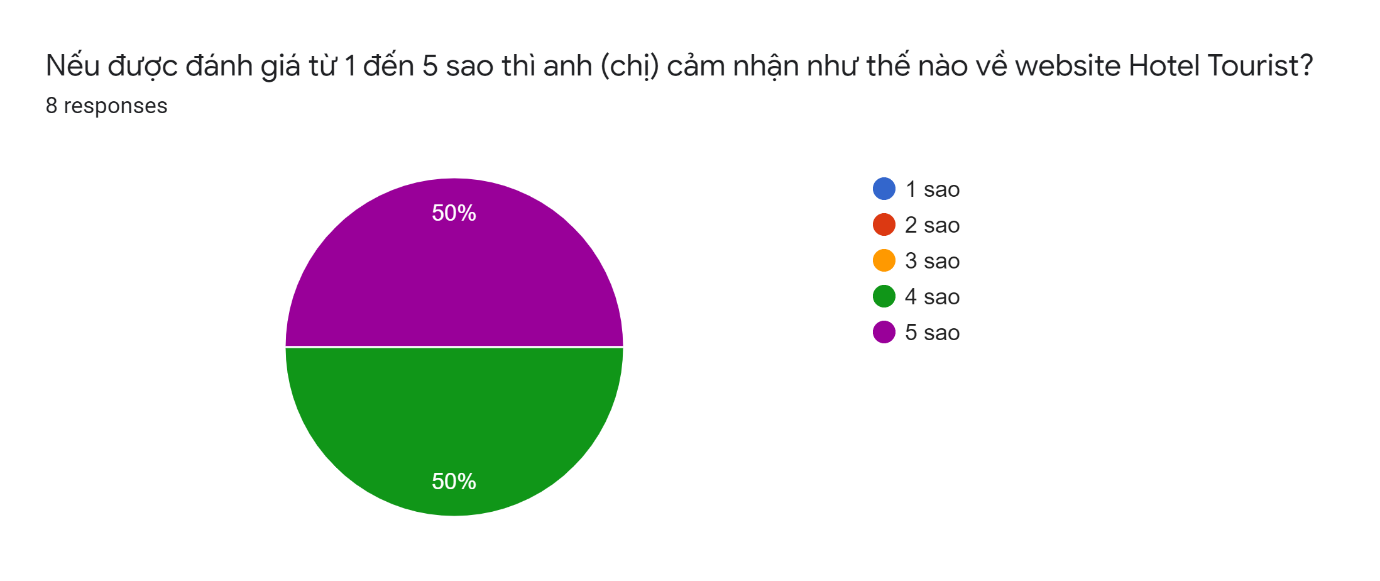 Nếu được đánh giá từ 1 đến 5 sao thì anh (chị) cảm nhận như thế nào về website Hotel Tourist?
8 responses
50%
50%
1 sao
2 sao
3 sao
4 sao
5 sao